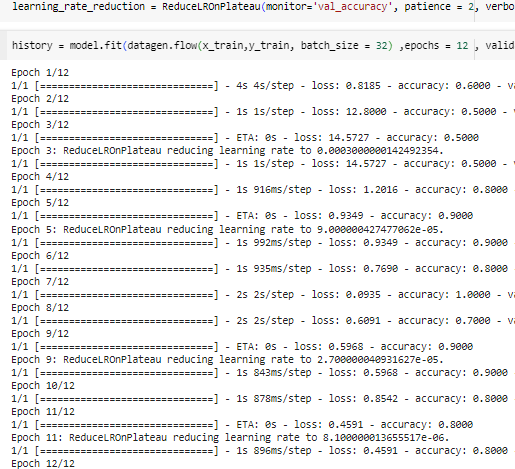 learning_rate_reduction = ReduceLROnPlateau(monitor='val_accuracy', patience = 2, verbo
history = model.fit(datagen.flow(x_train,y_train, batch_size = 32) ,epochs = 12 , valid
Epoch 1/12
1/1 [==============================] - 4s 4s/step - loss: 0.8185 - accuracy: 0.6000 - va
Epoch 2/12
1/1 [==============================] - 1s 1s/step - loss: 12.8000 - accuracy: 0.5000 -
Epoch 3/12
1/1 [==============================] - ETA: 0s - loss: 14.5727 - accuracy: 0.5000
Epoch 3: ReduceLROnPlateau reducing learning rate to 0.0003000000142492354.
1/1 [==============================] - 1s 1s/step - loss: 14.5727 - accuracy: 0.5000 -
Epoch 4/12
1/1 [==============================] - 1s 916ms/step - loss: 1.2016 - accuracy: 0.8000
Epoch 5/12
1/1 [==============================] - ETA: 0s - loss: 0.9349 - accuracy: 0.9000
Epoch 5: ReduceLROnPlateau reducing learning rate to 9.000000427477062e-05.
1/1 [==============================] - 1s 992ms/step - loss: 0.9349 - accuracy: 0.9000
Epoch 6/12
1/1 [==============================] - 1s 935ms/step - loss: 0.7690 - accuracy: 0.8000
Epoch 7/12
1/1 [==============================] - 2s 2s/step - loss: 0.0935 - accuracy: 1.0000 - va
Epoch 8/12
1/1 [==============================] - 2s 2s/step - loss: 0.6091 - accuracy: 0.7000 - va
Epoch 9/12
1/1 [==============================] - ETA: 0s - loss: 0.5968 - accuracy: 0.9000
Epoch 9: ReduceLROnPlateau reducing learning rate to 2.700000040931627e-05.
1/1 [==============================] - 1s 843ms/step - loss: 0.5968 - accuracy: 0.9000
Epoch 10/12
1/1 [==============================] - 1s 878ms/step - loss: 0.8542 - accuracy: 0.8000
Epoch 11/12
1/1 [==============================] - ETA: 0s - loss: 0.4591 - accuracy: 0.8000
Epoch 11: ReduceLROnPlateau reducing learning rate to 8.100000013655517e-06.
1/1 [==============================] - 1s 896ms/step - loss: 0.4591 - accuracy: 0.8000
Epoch 12/12